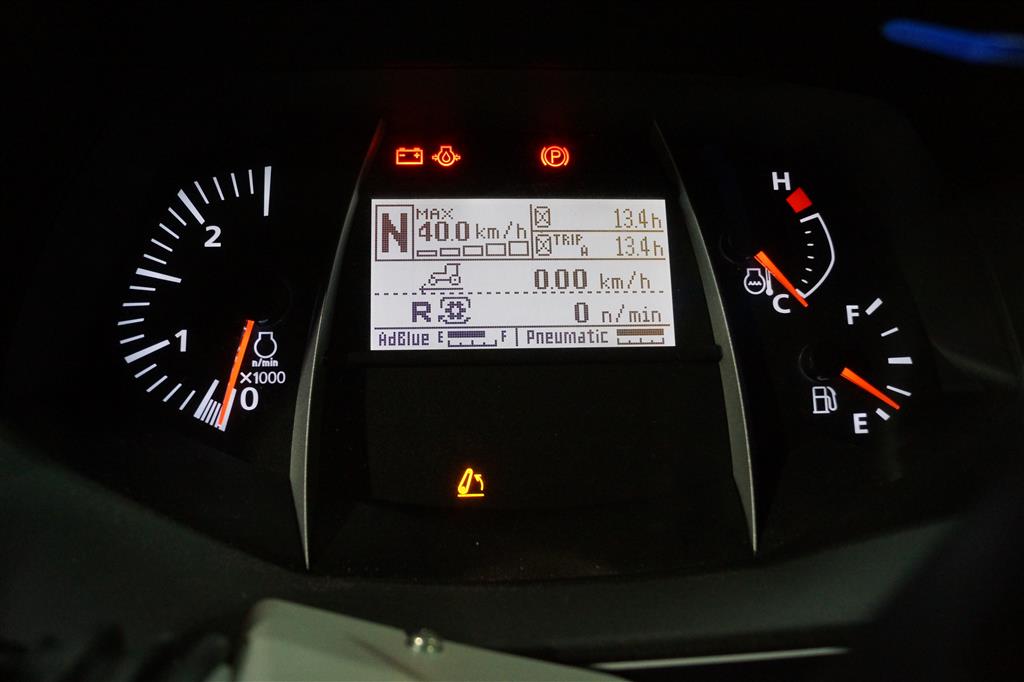 N
MAX
40.0 km/h
13.4h
TRIP A
13.4h
0.00 km/h
R
0 n/min
AdBlue E F
Pneumatic
2
1
0
n/min
×1000
P
H
C
F
E